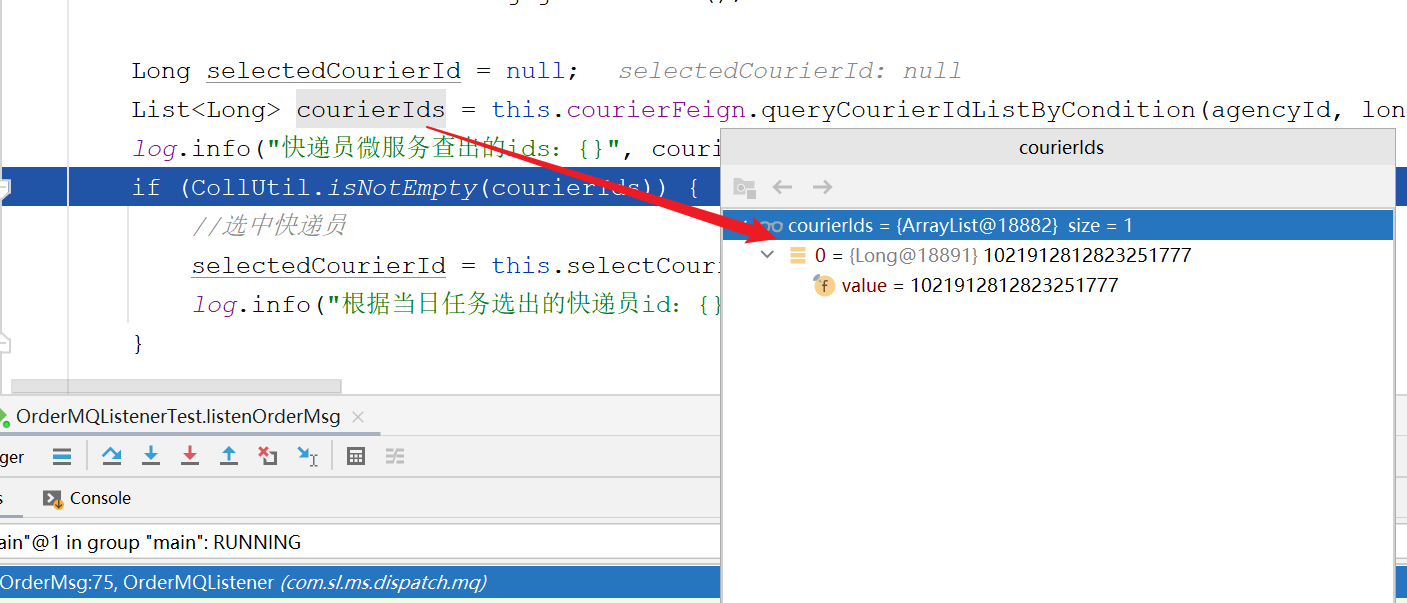 Long selectedCourierId = null;   selectedCourierId: null
List<Long> courierIds = this.courierFeign.queryCourierIdListByCondition(agencyId, lon
log.info("快递员微服务查出的ids: {}", couri
courierIds
if (CollUtil.isNotEmpty(courierIds)) {
//选中快递员
courierIds = {ArrayList@18882} size = 1
selectedCourierId = this.selectCouri
0 = {Long@18891} 1021912812823251777
log.info("根据当日任务选出的快递员id: {}
value = 1021912812823251777
}
OrderMQListenerTest.listenOrderMsg
ger
Console
ain"@1 in group "main": RUNNING
OrderMsg:75, OrderMQListener (com.sl.ms.dispatch.mq)